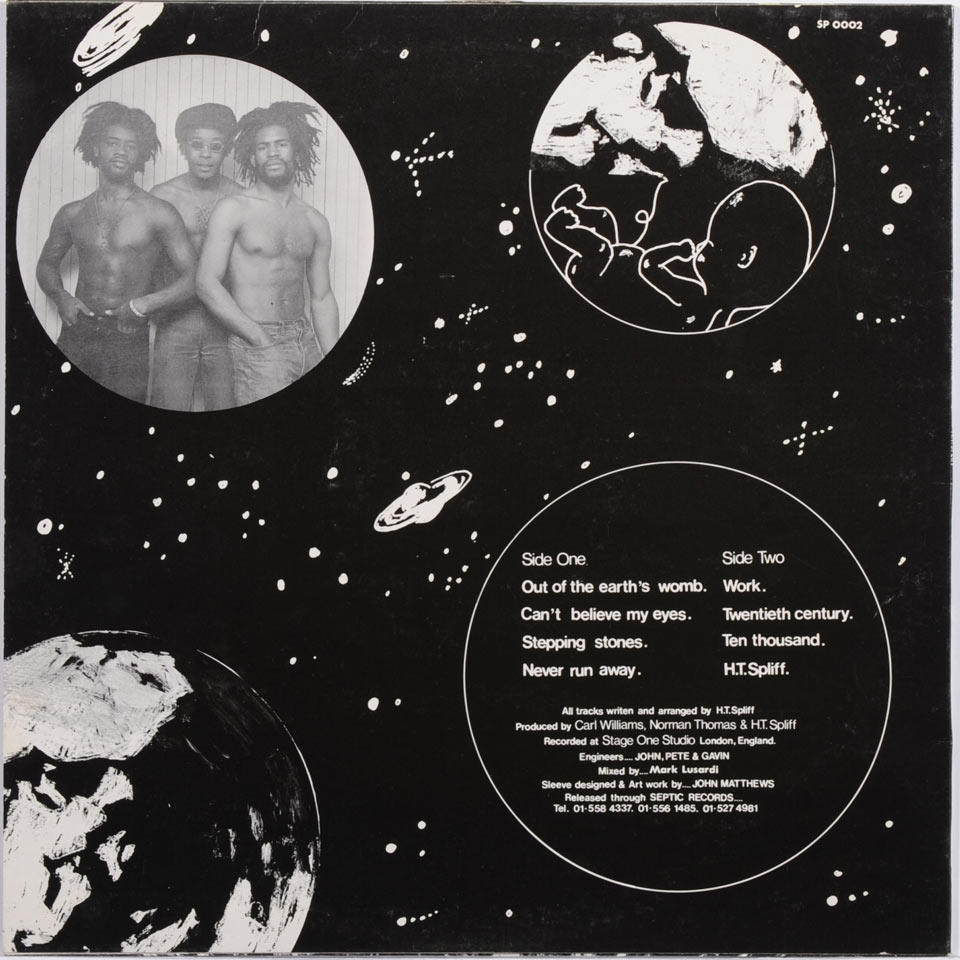 SP 0002
Side One
Out of the earth's womb.
Can't believe my eyes.
Stepping stones.
Never run away.
Side Two
Work.
Twentieth century.
Ten thousand.
H.T.Spliff.
All tracks writen and arranged by H.T.Spliff
Produced by Carl Williams, Norman Thomas & H.T. Spliff
Recorded at Stage One Studio London, England.
Engineers.... JOHN, PETE & GAVIN
Mixed by.... Mark Lusardi
Sleeve designed & Art work by.... JOHN MATTHEWS
Released through SEPTIC RECORDS....
Tel. 01·558 4337. 01·556 1485. 01·527 4981